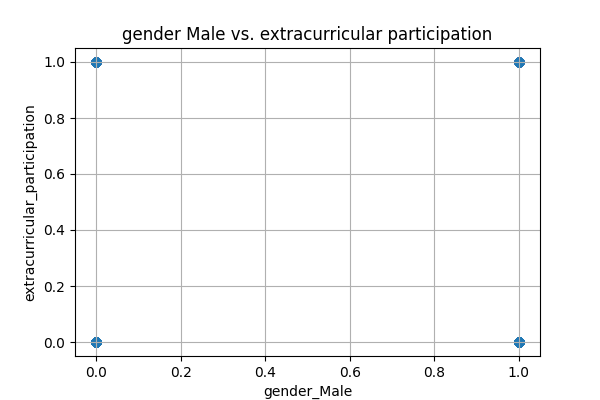 gender Male vs. extracurricular participation
1.0
0.8
0.6
0.4
0.2
0.0
extracurricular_participation
0.0 0.2 0.4 0.6 0.8 1.0
gender_Male